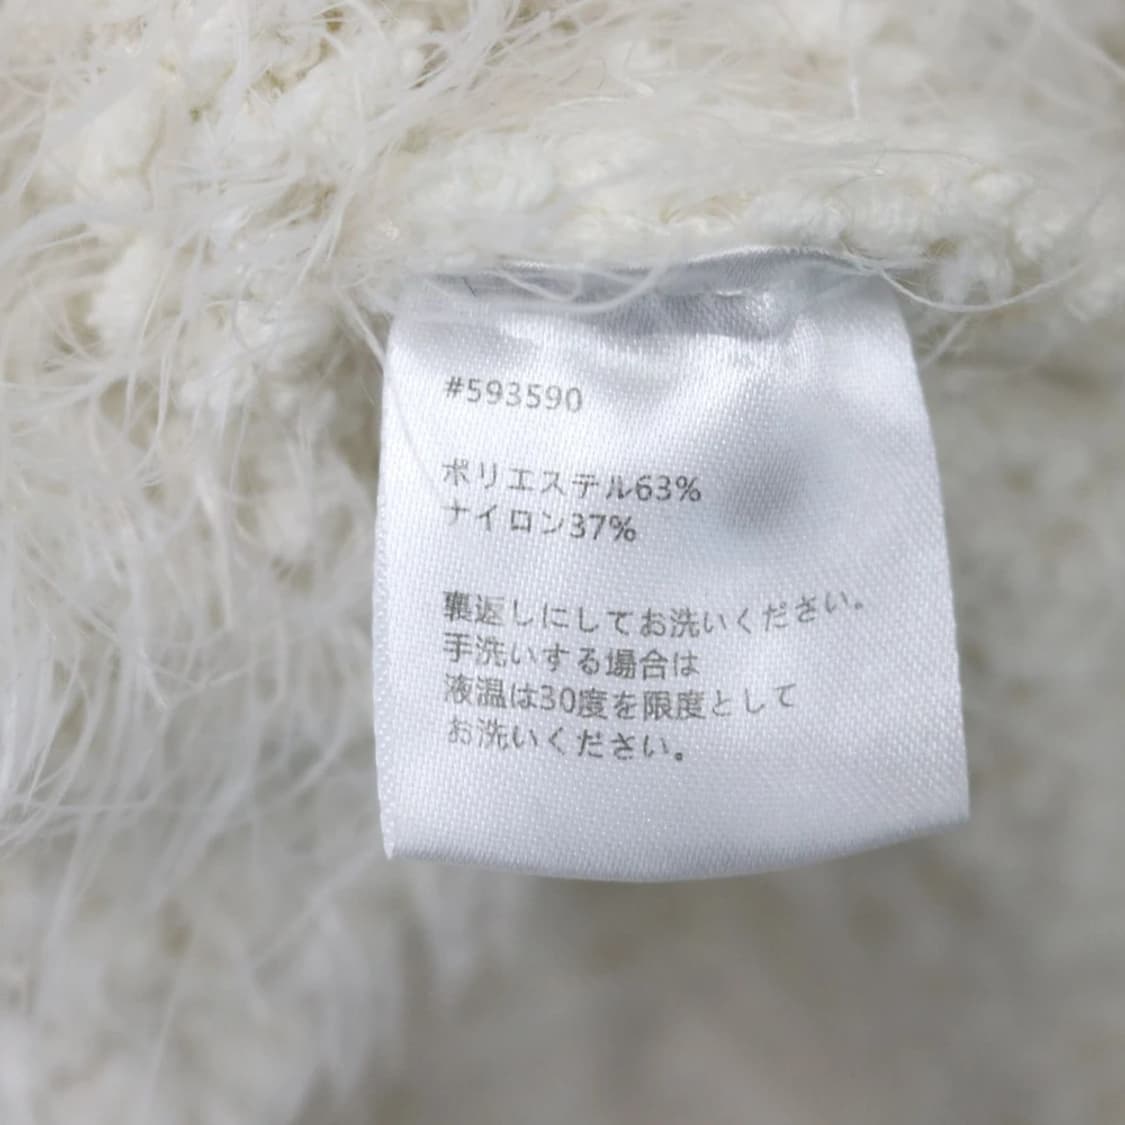 #593590
ポリエステル63%
ナイロン37%
裏返しにしてお洗いください。
手洗いする場合は
液温は30度を限度として
お洗いください。